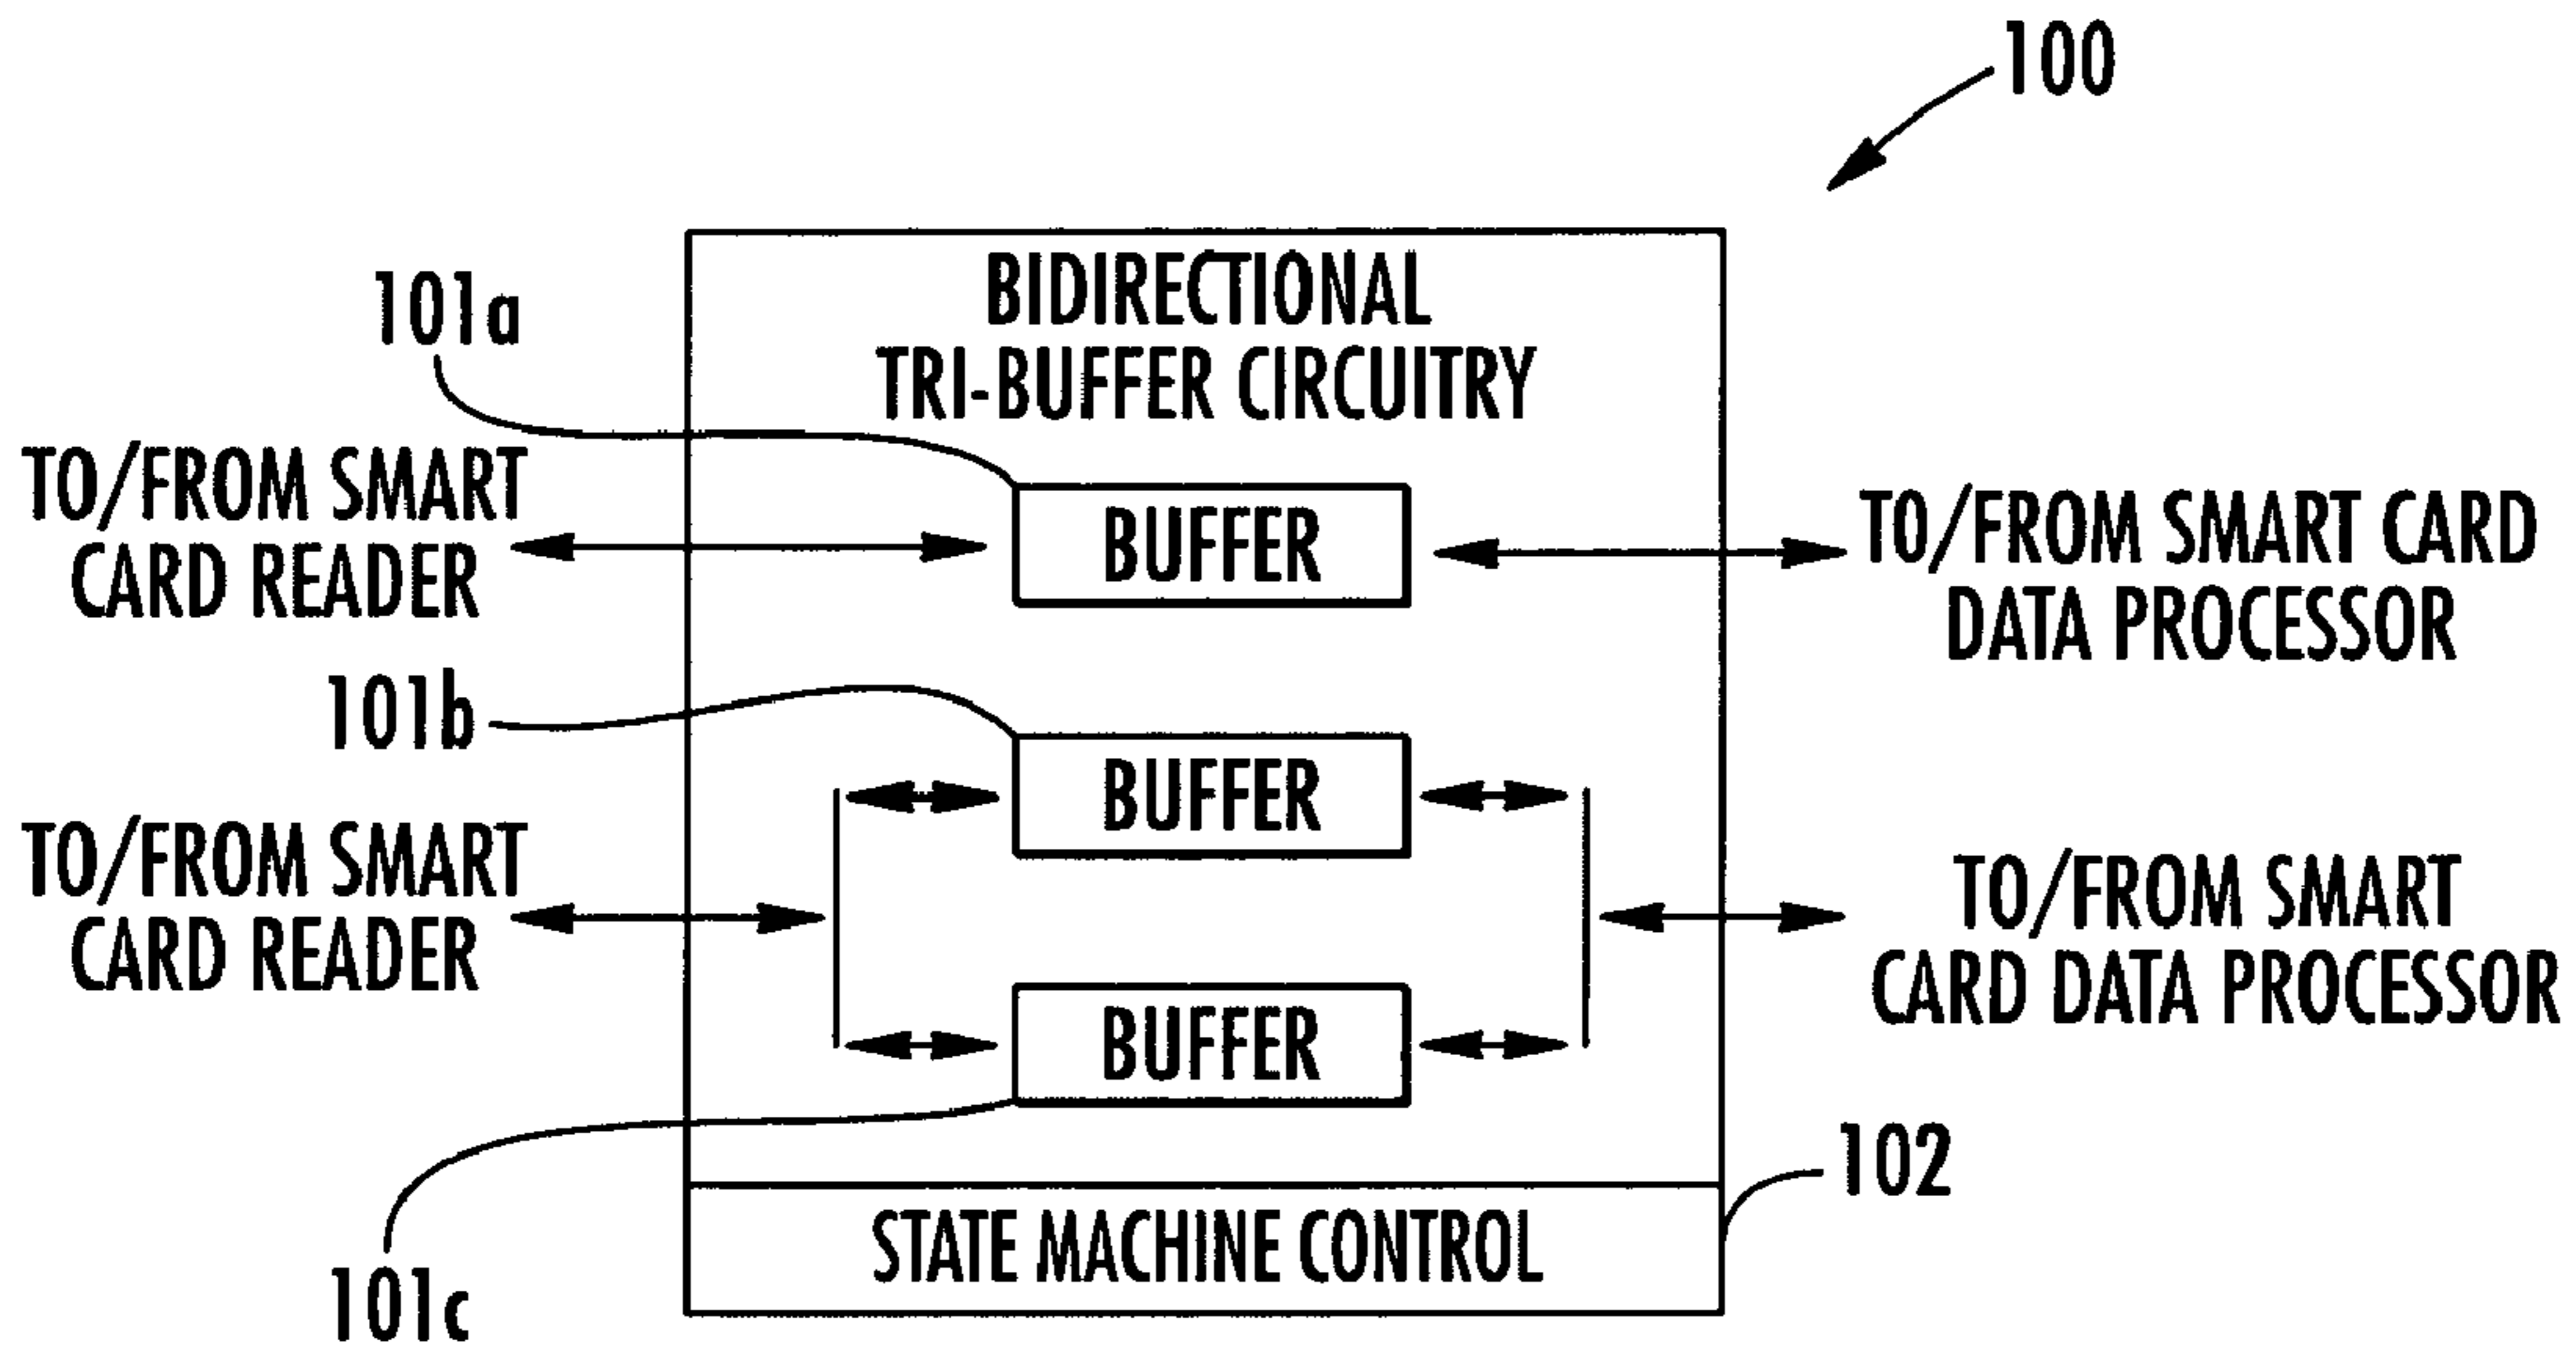 100
BIDIRECTIONAL
TRI-BUFFER CIRCUITRY
101a
TO/FROM SMART
CARD READER
BUFFER
TO/FROM SMART CARD
DATA PROCESSOR
101b
BUFFER
TO/FROM SMART
CARD READER
TO/FROM SMART
CARD DATA PROCESSOR
BUFFER
101c
STATE MACHINE CONTROL
102